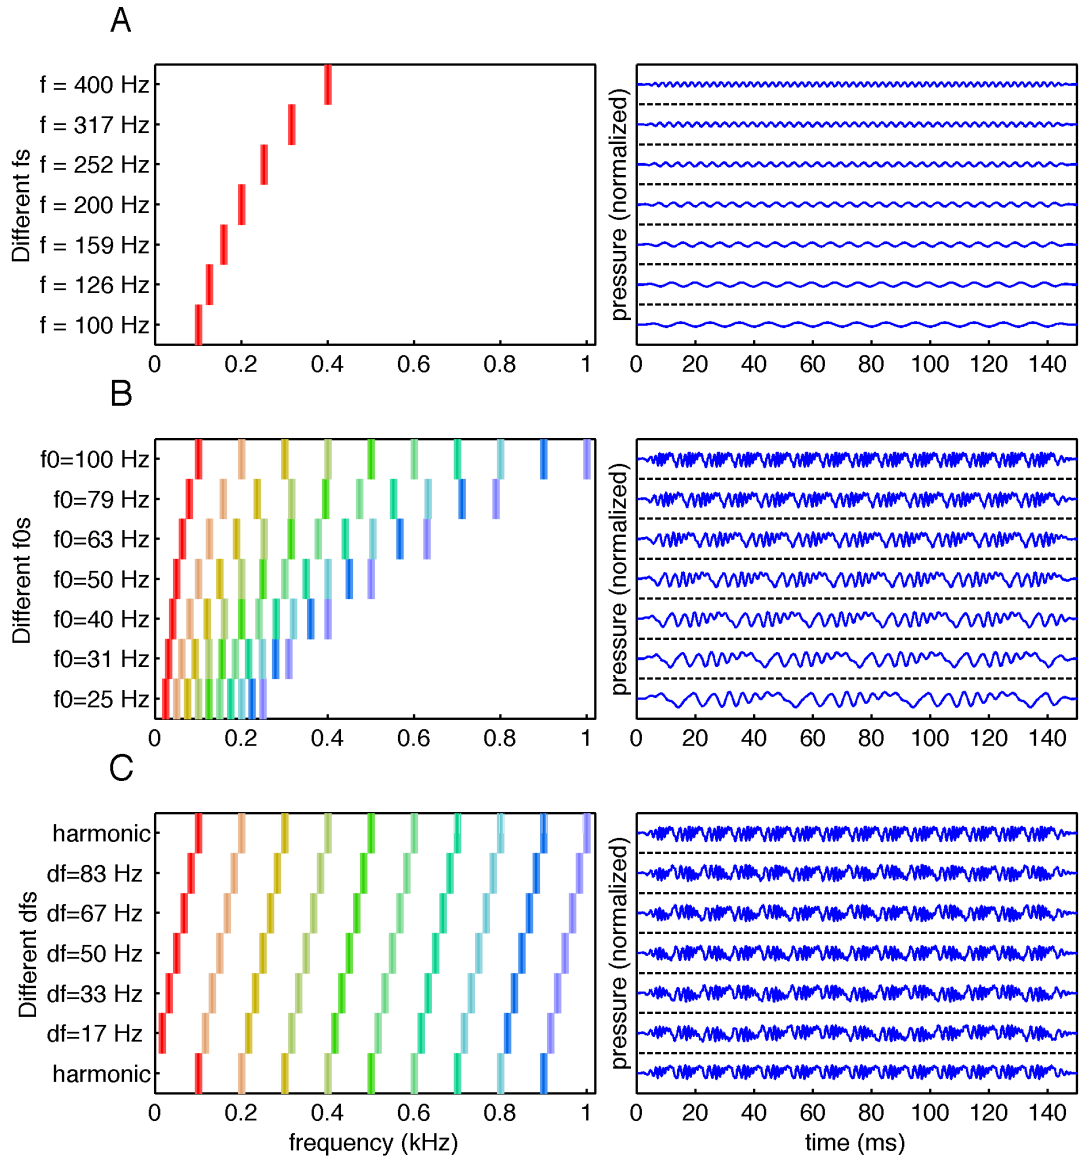 A
Different fs
f = 400 Hz
f = 317 Hz
f = 252 Hz
f = 200 Hz
f = 159 Hz
f = 126 Hz
f = 100 Hz
0 0.2 0.4 0.6 0.8 1
pressure (normalized)
0 20 40 60 80 100 120 140
B
Different f0s
f0=100 Hz
f0=79 Hz
f0=63 Hz
f0=50 Hz
f0=40 Hz
f0=31 Hz
f0=25 Hz
0 0.2 0.4 0.6 0.8 1
pressure (normalized)
0 20 40 60 80 100 120 140
C
Different dfs
harmonic
df=83 Hz
df=67 Hz
df=50 Hz
df=33 Hz
df=17 Hz
harmonic
0 0.2 0.4 0.6 0.8 1
frequency (kHz)
pressure (normalized)
0 20 40 60 80 100 120 140
time (ms)